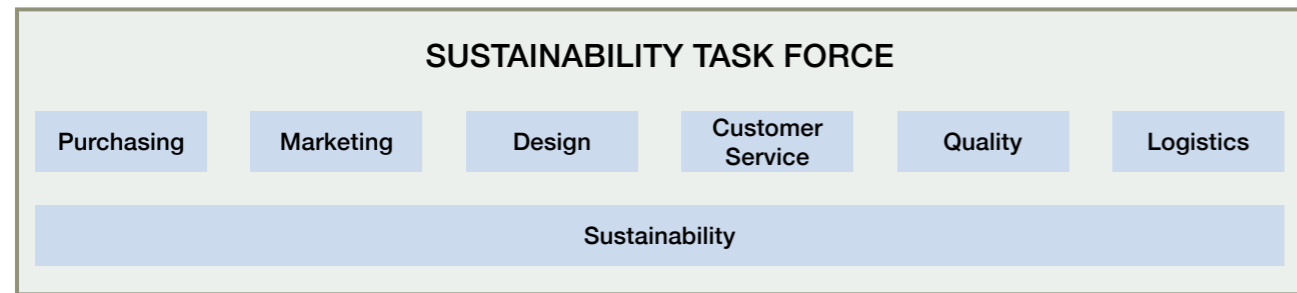 SUSTAINABILITY TASK FORCE
Purchasing
Marketing
Design
Customer
Service
Quality
Logistics
Sustainability